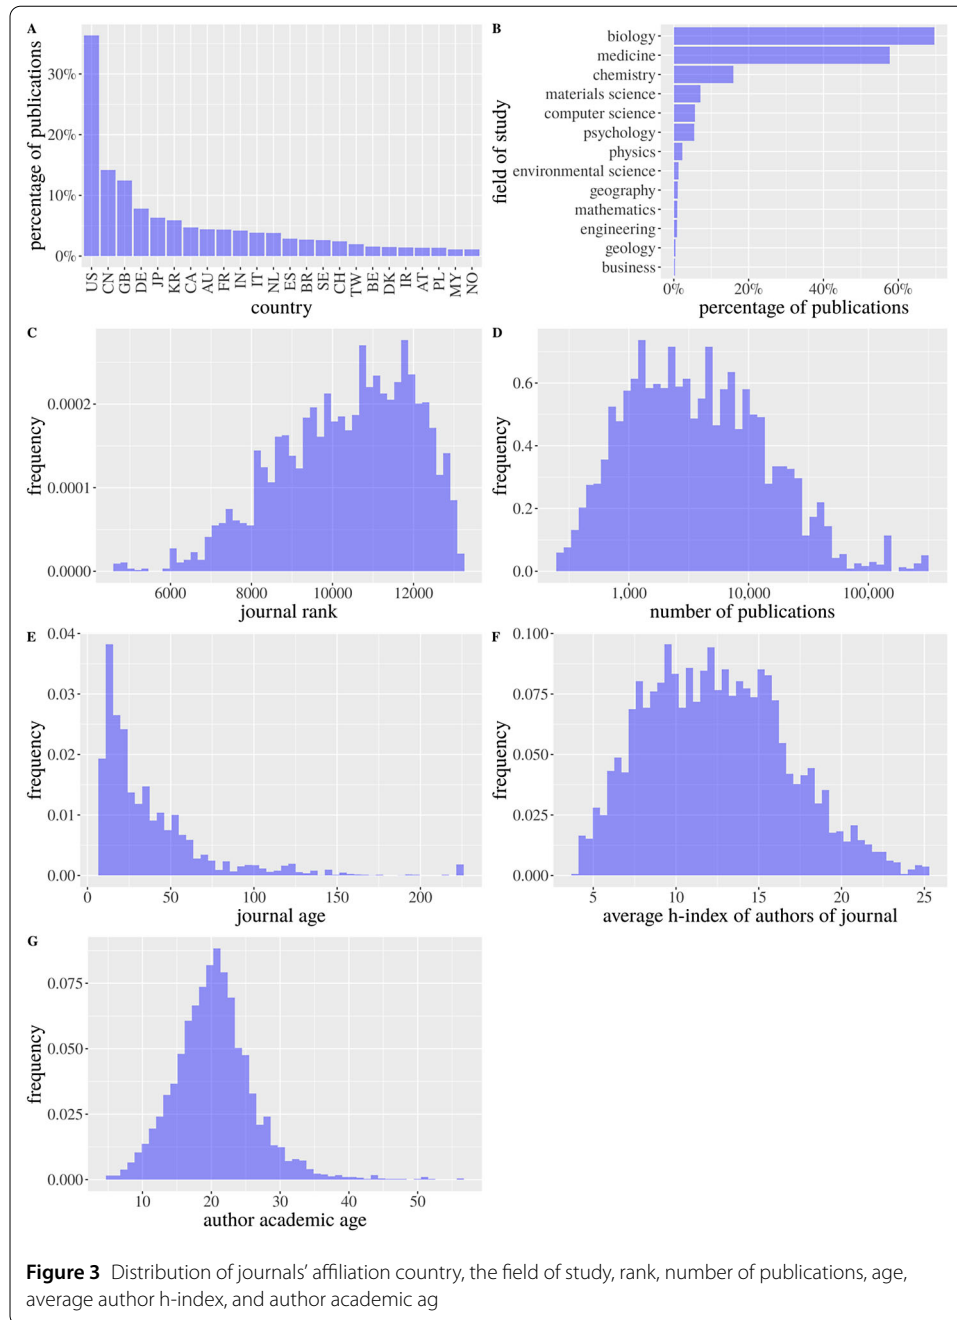 A
percentage of publications
30%
20%
10%
0%
US CN GB DE JP KR CA AU FR IN IT NL ES BR SE CH TW BE DK IR AT PL MY NO
country
B
field of study
biology
medicine
chemistry
materials science
computer science
psychology
physics
environmental science
geography
mathematics
engineering
geology
business
0% 20% 40% 60%
percentage of publications
C
frequency
0.0002
0.0001
0.0000
6000 8000 10000 12000
journal rank
D
frequency
0.6
0.4
0.2
0.0
1,000 10,000 100,000
number of publications
E
frequency
0.04
0.03
0.02
0.01
0.00
0 50 100 150 200
journal age
F
frequency
0.100
0.075
0.050
0.025
0.000
5 10 15 20 25
average h-index of authors of journal
G
frequency
0.075
0.050
0.025
0.000
10 20 30 40 50
author academic age
Figure 3 Distribution of journals’ affiliation country, the field of study, rank, number of publications, age,
average author h-index, and author academic ag